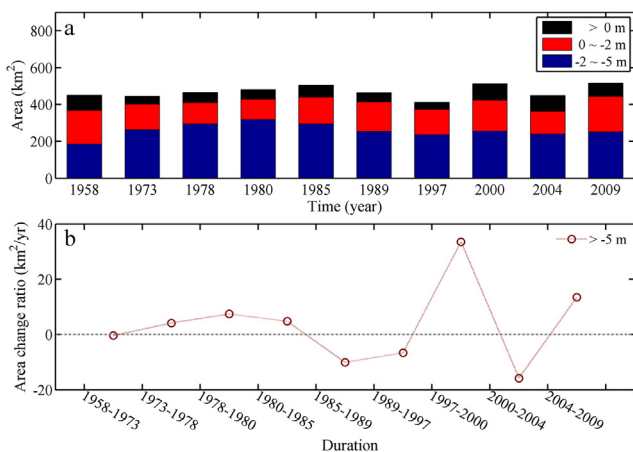 a
800
600
400
200
0
Area (km²)
> 0 m
0 ~ -2 m
-2 ~ -5 m
1958 1973 1978 1980 1985 1989 1997 2000 2004 2009
Time (year)
b
40
20
0
-20
Area change ratio (km²/yr)
> -5 m
1958-1973 1973-1978 1978-1980 1980-1985 1985-1989 1989-1997 1997-2000 2000-2004 2004-2009
Duration